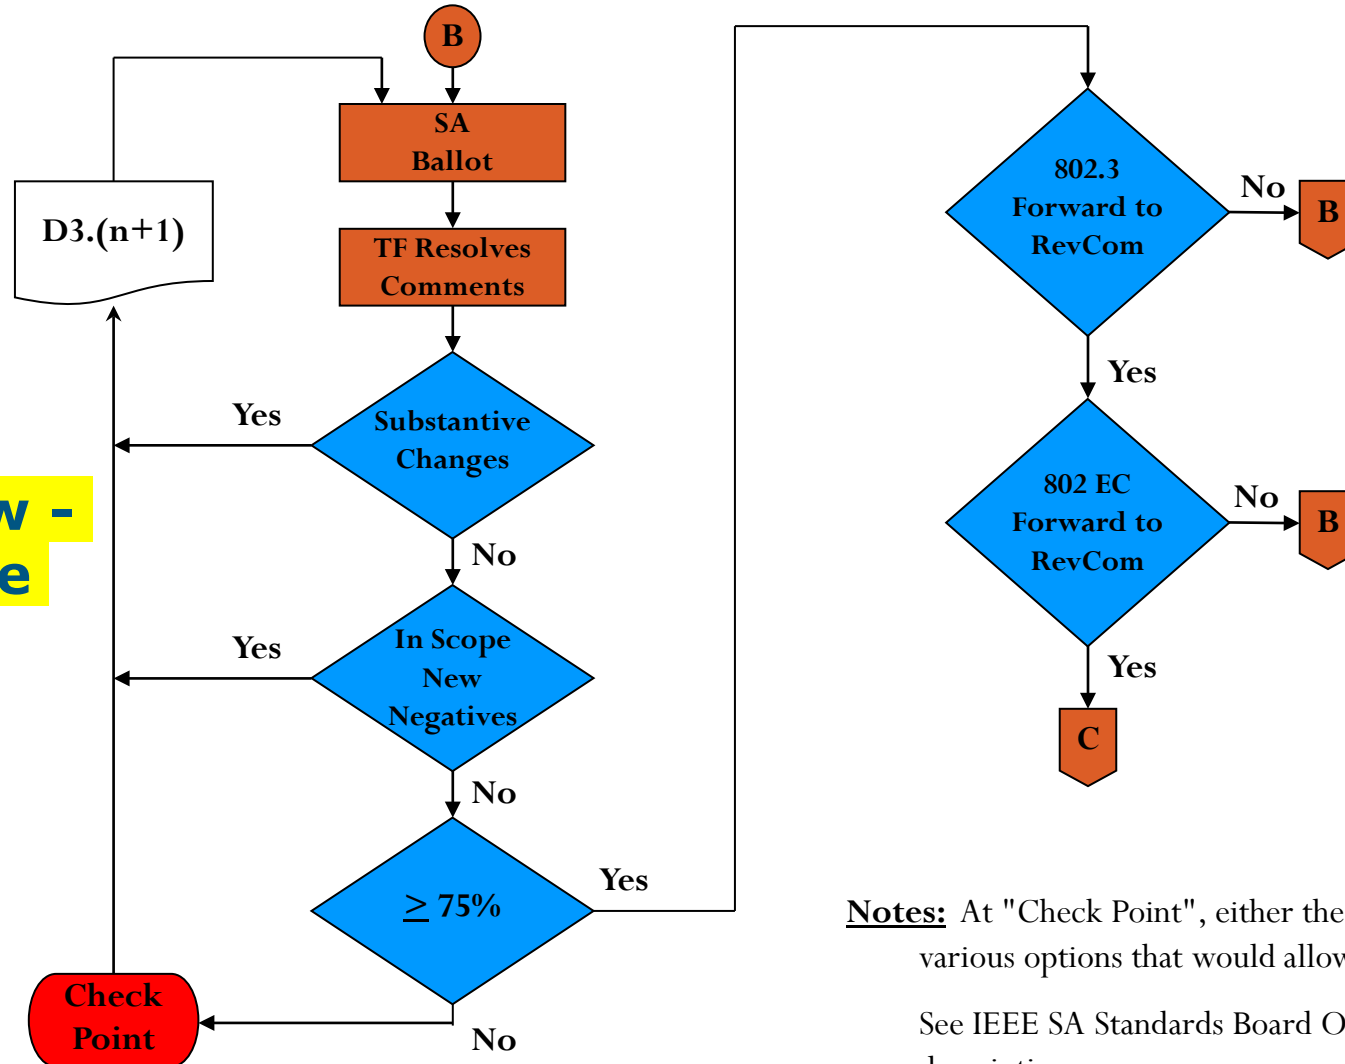 B
SA
Ballot
D3.(n+1)
TF Resolves
Comments
Substantive
Changes
Yes
No
w -
e
In Scope
New
Negatives
Yes
No
≥ 75%
Yes
No
Check
Point
802.3
Forward to
RevCom
No
B
Yes
802 EC
Forward to
RevCom
No
B
Yes
C
Notes: At "Check Point", either the
various options that would allow
See IEEE SA Standards Board O